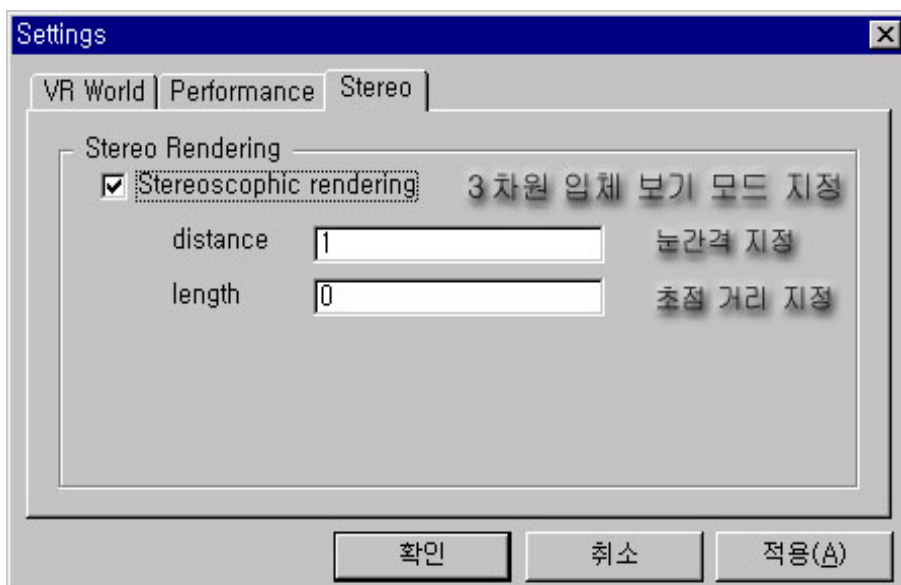 Settings
VR World Performance Stereo
Stereo Rendering
Stereoscophic rendering 3차원 입체 보기 모드 지정
distance 1 눈간격 지정
length 0 초점 거리 지정
확인 취소 적용(A)